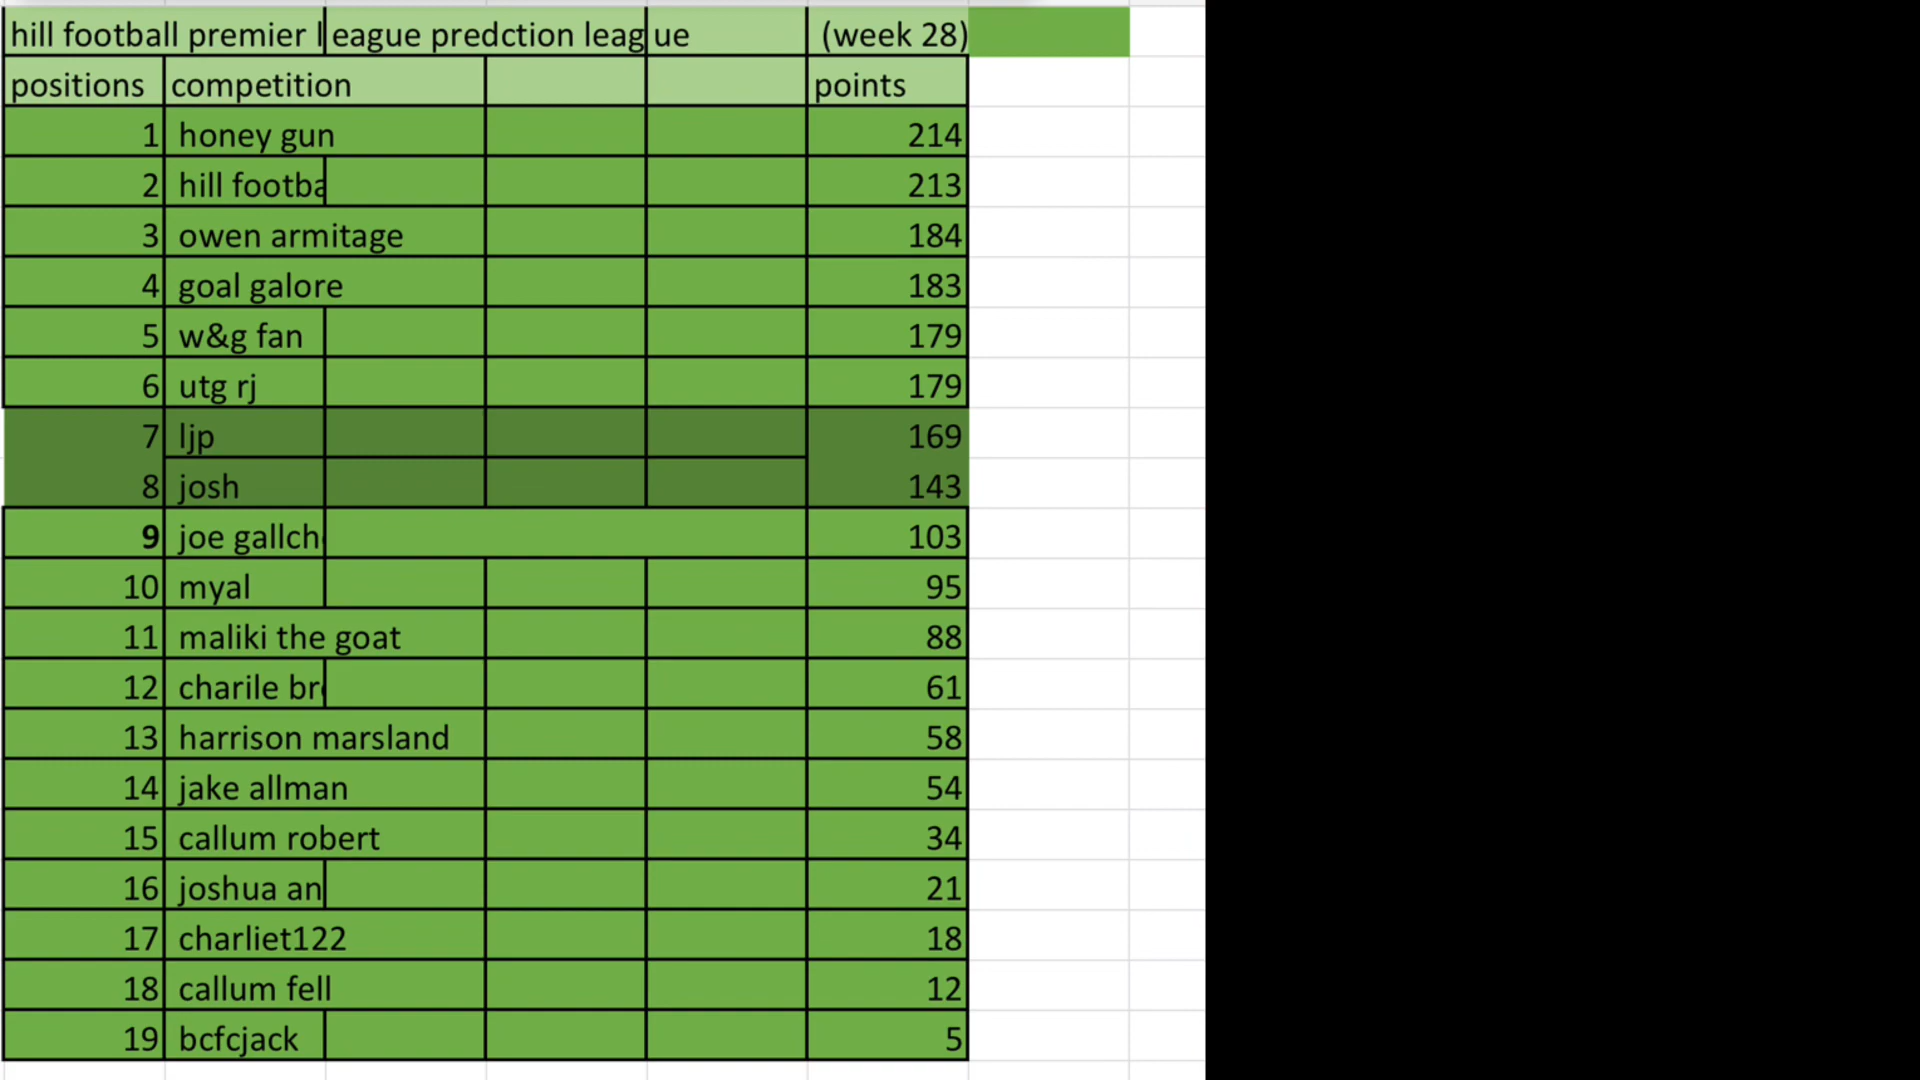 hill football premier league predction league (week 28)
positions competition points
1 honey gun 214
2 hill footba 213
3 owen armitage 184
4 goal galore 183
5 w&g fan 179
6 utg rj 179
7 ljp 169
8 josh 143
9 joe gallch 103
10 myal 95
11 maliki the goat 88
12 charile br 61
13 harrison marsland 58
14 jake allman 54
15 callum robert 34
16 joshua an 21
17 charliet122 18
18 callum fell 12
19 bcfcjack 5